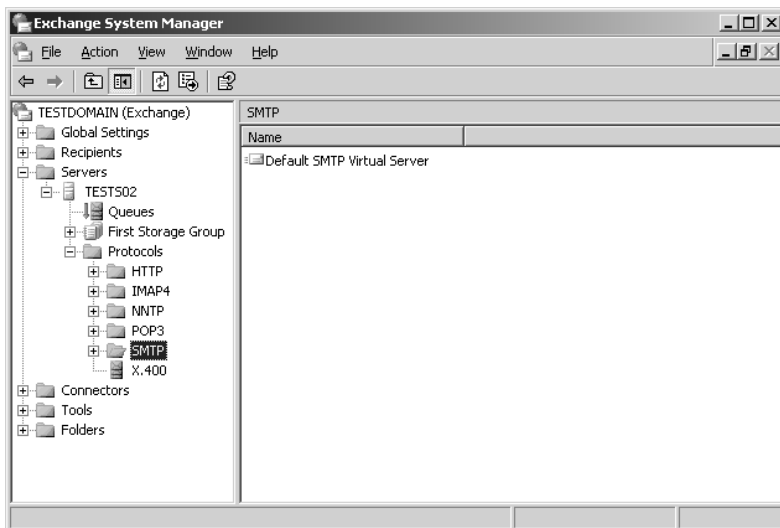 Exchange System Manager
File Action View Window Help
TESTDOMAIN (Exchange)
Global Settings
Recipients
Servers
TESTS02
Queues
First Storage Group
Protocols
HTTP
IMAP4
NNTP
POP3
SMTP
X.400
Connectors
Tools
Folders
SMTP
Name
Default SMTP Virtual Server